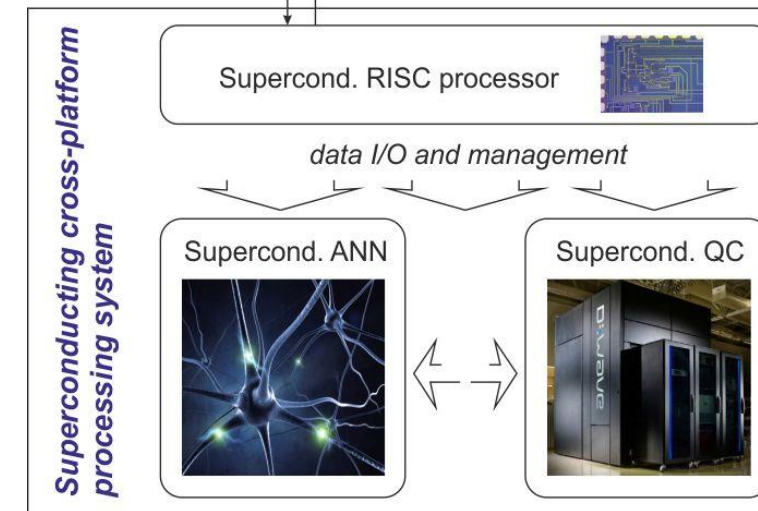 Superconducting cross-platform
processing system
Supercond. RISC processor
data I/O and management
Supercond. ANN
Supercond. QC
D:wave